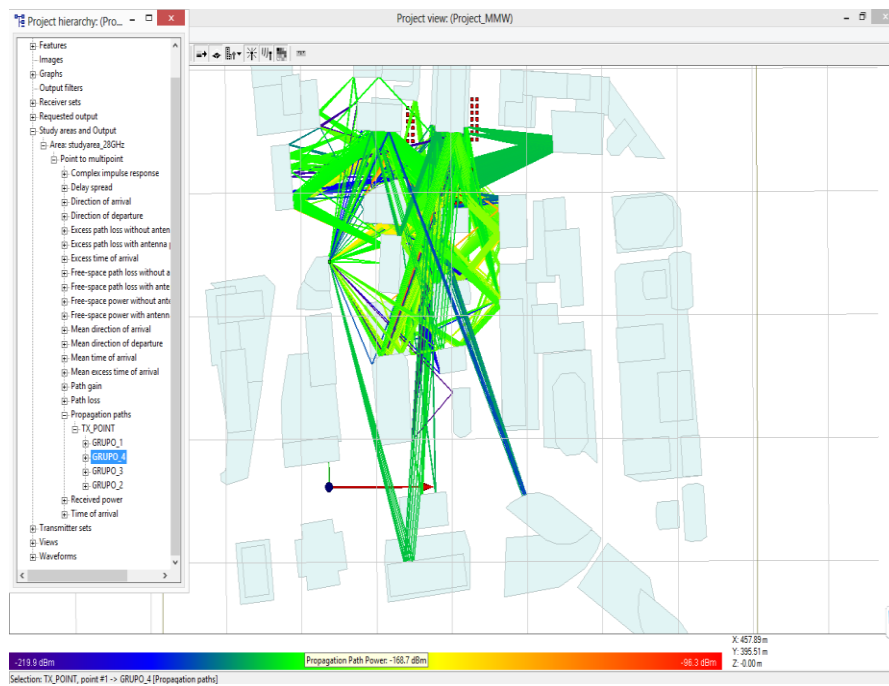 Project hierarchy: (Pro...
Project view: (Project_MMW)
Features
Images
Graphs
Output filters
Receiver sets
Requested output
Study areas and Output
Area: studyarea_28GHz
Point to multipoint
Complex impulse response
Delay spread
Direction of arrival
Direction of departure
Excess path loss without anten
Excess path loss with antenna p
Excess time of arrival
Free-space path loss without a
Free-space path loss with ante
Free-space power without ante
Free-space power with antenn
Mean direction of arrival
Mean direction of departure
Mean time of arrival
Mean excess time of arrival
Path gain
Path loss
Propagation paths
TX_POINT
GRUPO_1
GRUPO_4
GRUPO_3
GRUPO_2
Received power
Time of arrival
Transmitter sets
Views
Waveforms
-219.9 dBm
Propagation Path Power: -168.7 dBm
-96.3 dBm
X: 457.89 m
Y: 395.51 m
Z: -0.00 m
Selection: TX_POINT, point #1 -> GRUPO_4 [Propagation paths]